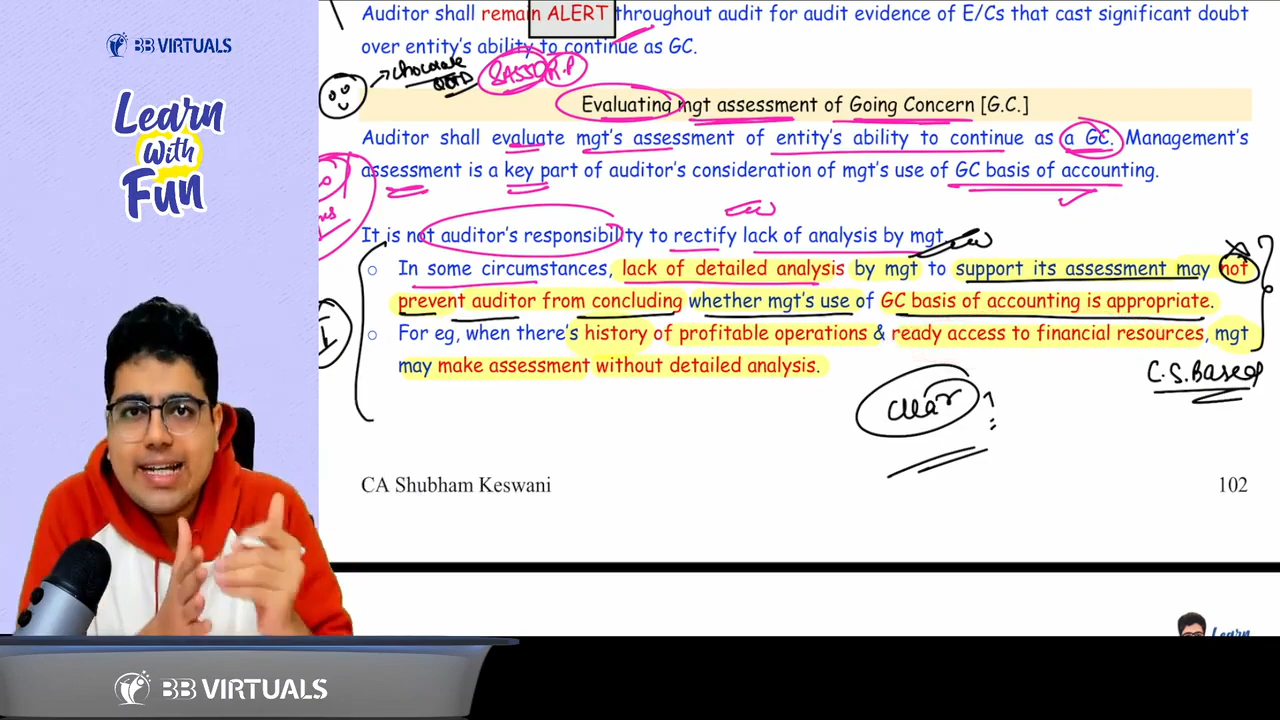 Auditor shall remain ALERT throughout audit for audit evidence of E/Cs that cast significant doubt
over entity's ability to continue as GC.
BB VIRTUALS
chocolate
SASSO R.P
Learn
With
Fun
Evaluating mgt assessment of Going Concern [G.C.]
Auditor shall evaluate mgt's assessment of entity's ability to continue as a GC. Management's
assessment is a key part of auditor's consideration of mgt's use of GC basis of accounting.
It is not auditor's responsibility to rectify lack of analysis by mgt.
o In some circumstances, lack of detailed analysis by mgt to support its assessment may not
prevent auditor from concluding whether mgt's use of GC basis of accounting is appropriate.
o For eg, when there's history of profitable operations & ready access to financial resources, mgt
may make assessment without detailed analysis.
C.S.Based
clear
CA Shubham Keswani 102
Learn
BB VIRTUALS